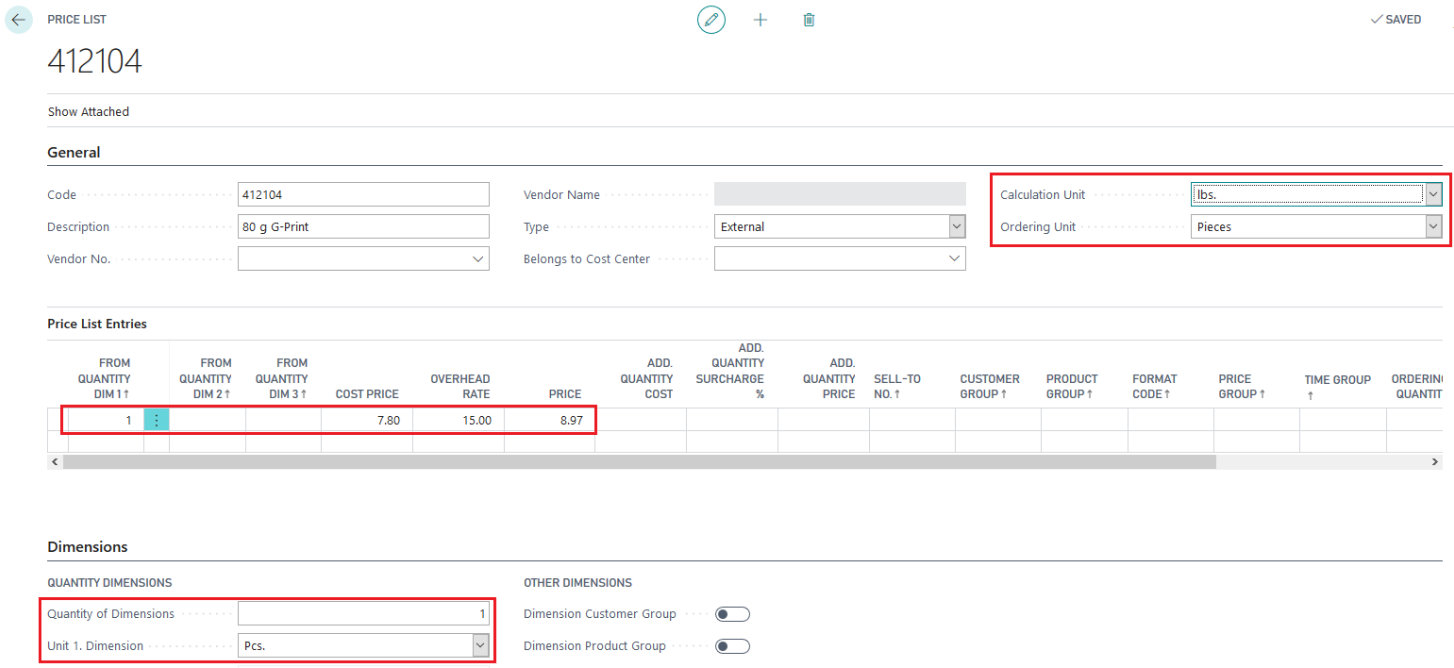 PRICE LIST
SAVED
412104
Show Attached
General
Code 412104 Vendor Name Calculation Unit lbs.
Description 80 g G-Print Type External Ordering Unit Pieces
Vendor No. Belongs to Cost Center
Price List Entries
FROM QUANTITY DIM 1↑ FROM QUANTITY DIM 2↑ FROM QUANTITY DIM 3↑ COST PRICE OVERHEAD RATE PRICE ADD. QUANTITY COST ADD. QUANTITY SURCHARGE % ADD. QUANTITY PRICE SELL-TO NO.↑ CUSTOMER GROUP↑ PRODUCT GROUP↑ FORMAT CODE↑ PRICE GROUP↑ TIME GROUP ↑ ORDERING QUANTIT
1 7.80 15.00 8.97
Dimensions
QUANTITY DIMENSIONS OTHER DIMENSIONS
Quantity of Dimensions 1 Dimension Customer Group
Unit 1. Dimension Pcs. Dimension Product Group